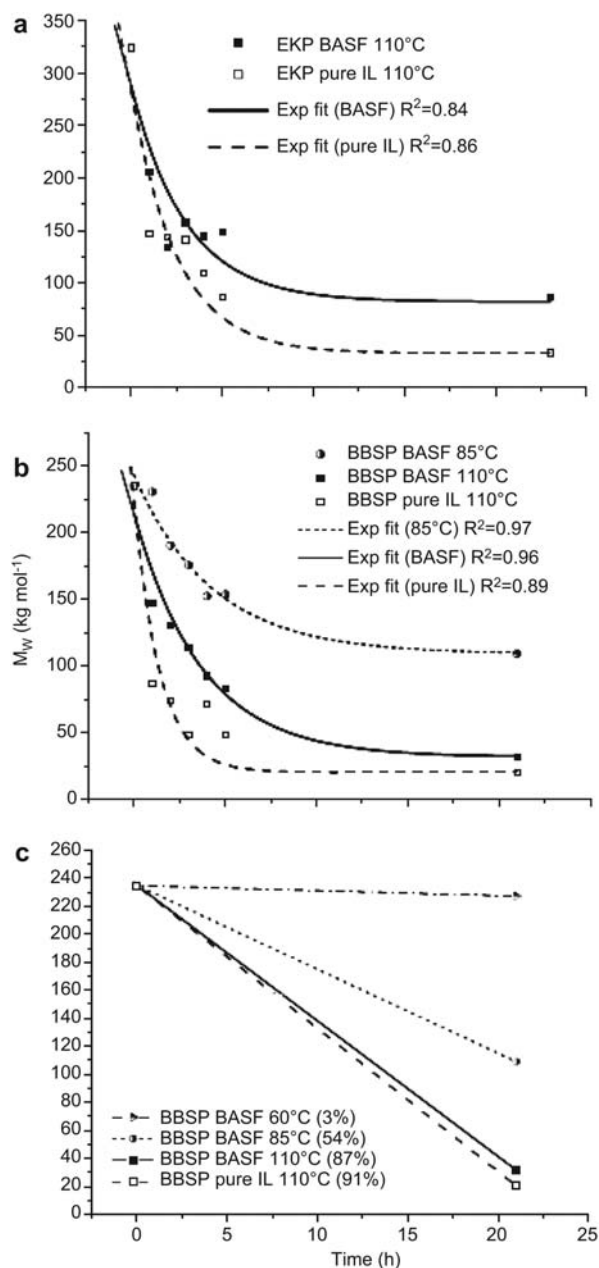 a
350
300
250
200
150
100
50
0
EKP BASF 110°C
EKP pure IL 110°C
Exp fit (BASF) R²=0.84
Exp fit (pure IL) R²=0.86
b
250
200
150
100
50
0
M_W (kg mol⁻¹)
BBSP BASF 85°C
BBSP BASF 110°C
BBSP pure IL 110°C
Exp fit (85°C) R²=0.97
Exp fit (BASF) R²=0.96
Exp fit (pure IL) R²=0.89
c
260
240
220
200
180
160
140
120
100
80
60
40
20
0
BBSP BASF 60°C (3%)
BBSP BASF 85°C (54%)
BBSP BASF 110°C (87%)
BBSP pure IL 110°C (91%)
0 5 10 15 20 25
Time (h)